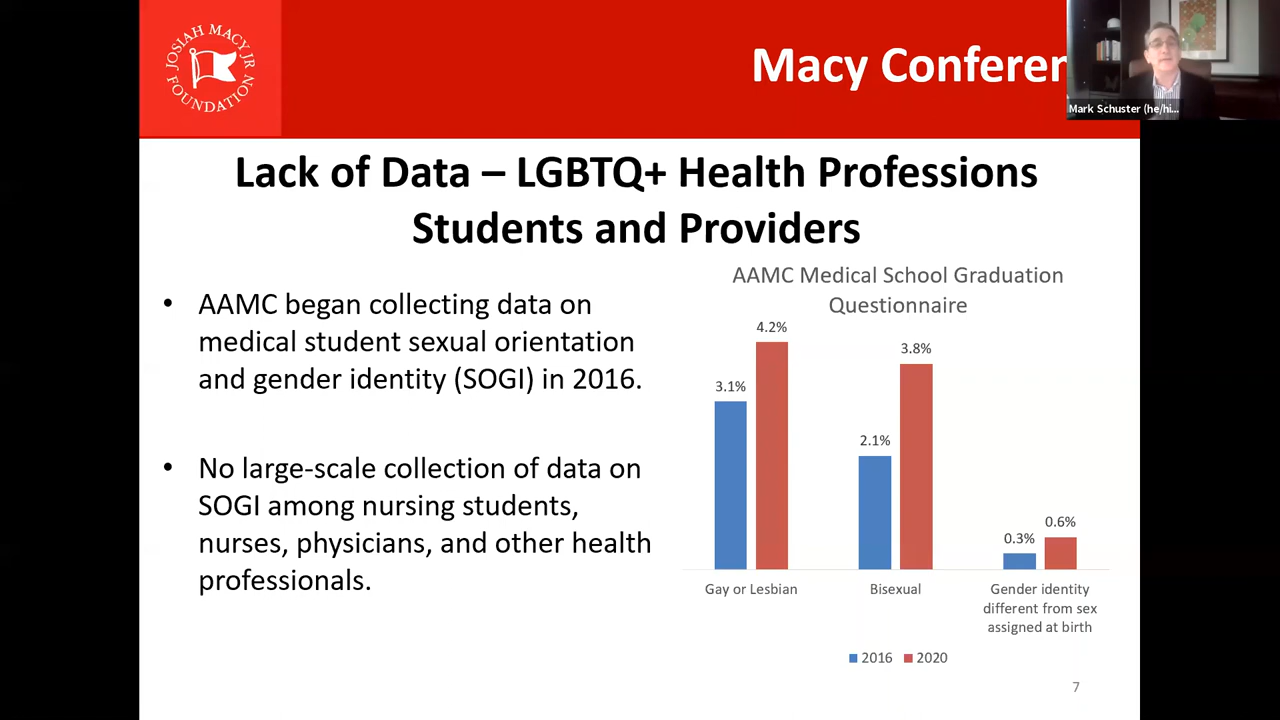 JOSIAH MACY JR
FOUNDATION
Macy Conferen
Mark Schuster (he/hi...
Lack of Data – LGBTQ+ Health Professions
Students and Providers
• AAMC began collecting data on
medical student sexual orientation
and gender identity (SOGI) in 2016.
• No large-scale collection of data on
SOGI among nursing students,
nurses, physicians, and other health
professionals.
AAMC Medical School Graduation
Questionnaire
4.2%
3.1%
3.8%
2.1%
0.6%
0.3%
Gay or Lesbian
Bisexual
Gender identity
different from sex
assigned at birth
2016 2020
7